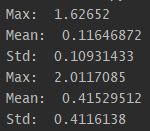 Max:  1.62652
Mean:  0.11646872
Std:  0.10931433
Max:  2.0117085
Mean:  0.41529512
Std:  0.4116138